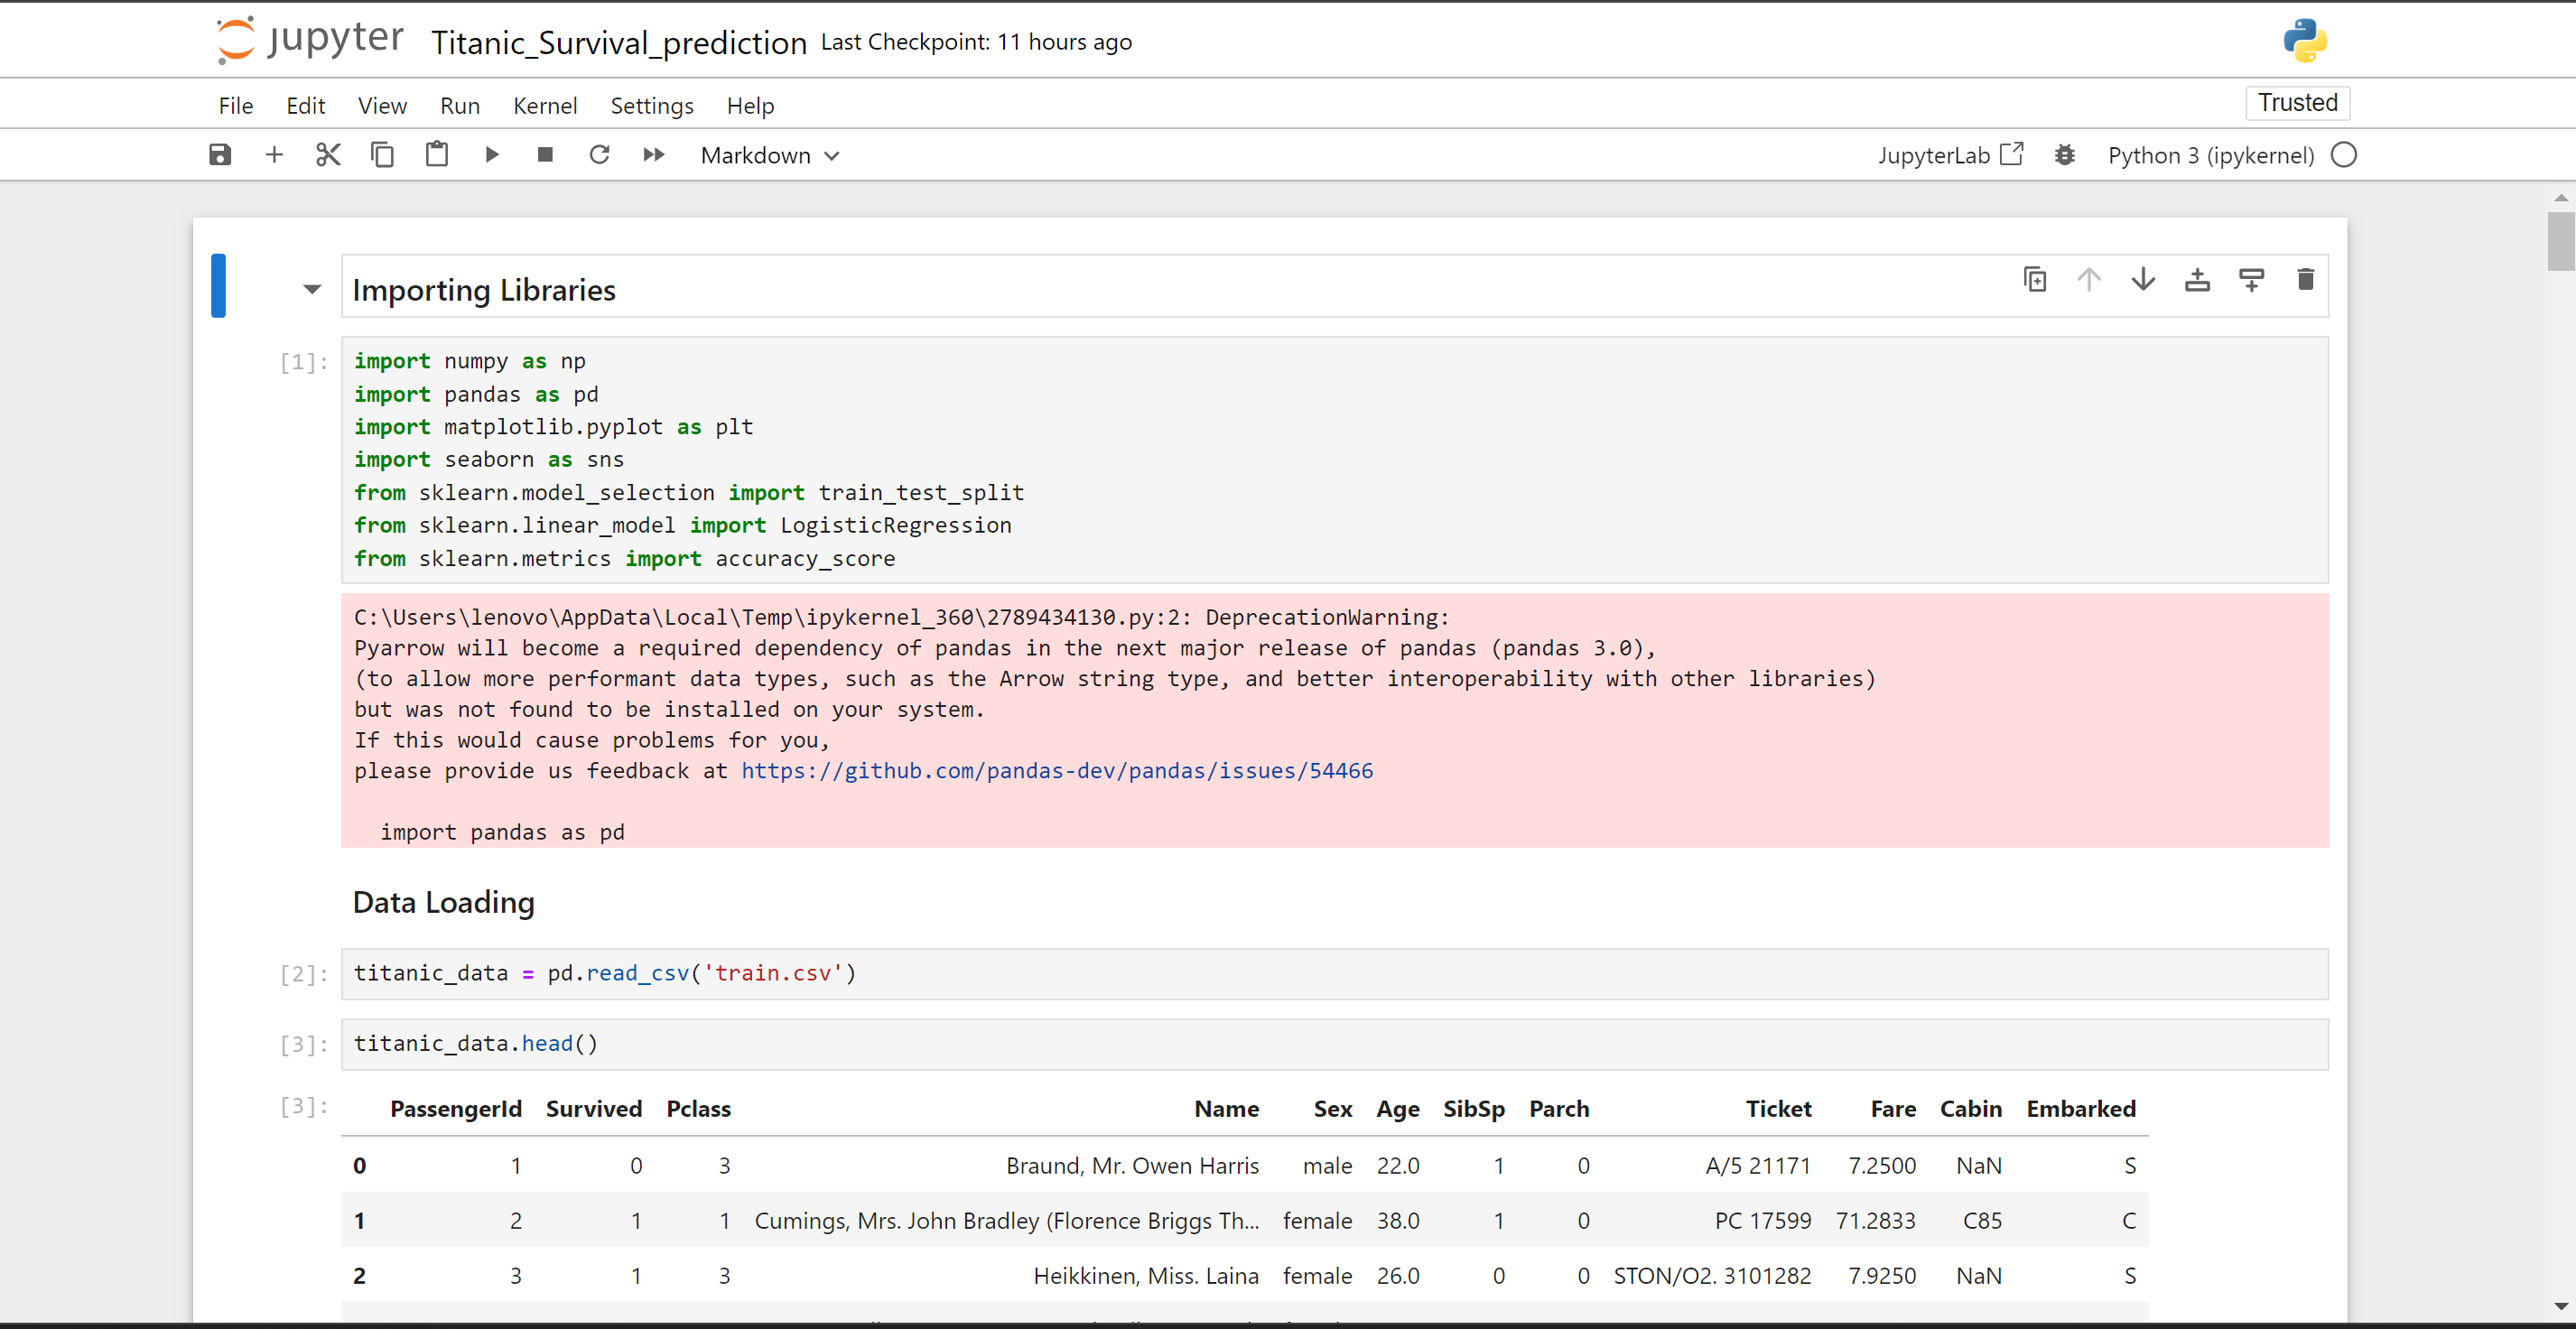 jupyter Titanic_Survival_prediction Last Checkpoint: 11 hours ago
File Edit View Run Kernel Settings Help Trusted
Markdown JupyterLab Python 3 (ipykernel)
Importing Libraries
[1]: import numpy as np
import pandas as pd
import matplotlib.pyplot as plt
import seaborn as sns
from sklearn.model_selection import train_test_split
from sklearn.linear_model import LogisticRegression
from sklearn.metrics import accuracy_score
C:\Users\lenovo\AppData\Local\Temp\ipykernel_360\2789434130.py:2: DeprecationWarning:
Pyarrow will become a required dependency of pandas in the next major release of pandas (pandas 3.0),
(to allow more performant data types, such as the Arrow string type, and better interoperability with other libraries)
but was not found to be installed on your system.
If this would cause problems for you,
please provide us feedback at https://github.com/pandas-dev/pandas/issues/54466
import pandas as pd
Data Loading
[2]: titanic_data = pd.read_csv('train.csv')
[3]: titanic_data.head()
[3]: PassengerId Survived Pclass Name Sex Age SibSp Parch Ticket Fare Cabin Embarked
0 1 0 3 Braund, Mr. Owen Harris male 22.0 1 0 A/5 21171 7.2500 NaN S
1 2 1 1 Cumings, Mrs. John Bradley (Florence Briggs Th... female 38.0 1 0 PC 17599 71.2833 C85 C
2 3 1 3 Heikkinen, Miss. Laina female 26.0 0 0 STON/O2. 3101282 7.9250 NaN S